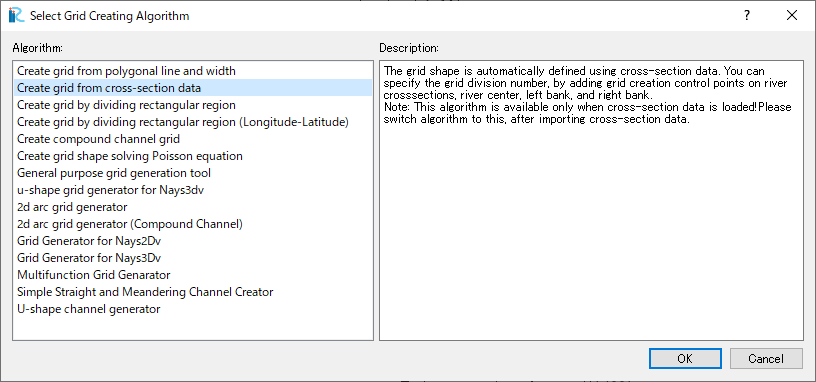 Select Grid Creating Algorithm
?
Algorithm:
Description:
Create grid from polygonal line and width
Create grid from cross-section data
Create grid by dividing rectangular region
Create grid by dividing rectangular region (Longitude-Latitude)
Create compound channel grid
Create grid shape solving Poisson equation
General purpose grid generation tool
u-shape grid generator for Nays3dv
2d arc grid generator
2d arc grid generator (Compound Channel)
Grid Generator for Nays2Dv
Grid Generator for Nays3Dv
Multifunction Grid Genarator
Simple Straight and Meandering Channel Creator
U-shape channel generator
The grid shape is automatically defined using cross-section data. You can
specify the grid division number, by adding grid creation control points on river
crosssections, river center, left bank, and right bank.
Note: This algorithm is available only when cross-section data is loaded!Please
switch algorithm to this, after importing cross-section data.
OK
Cancel